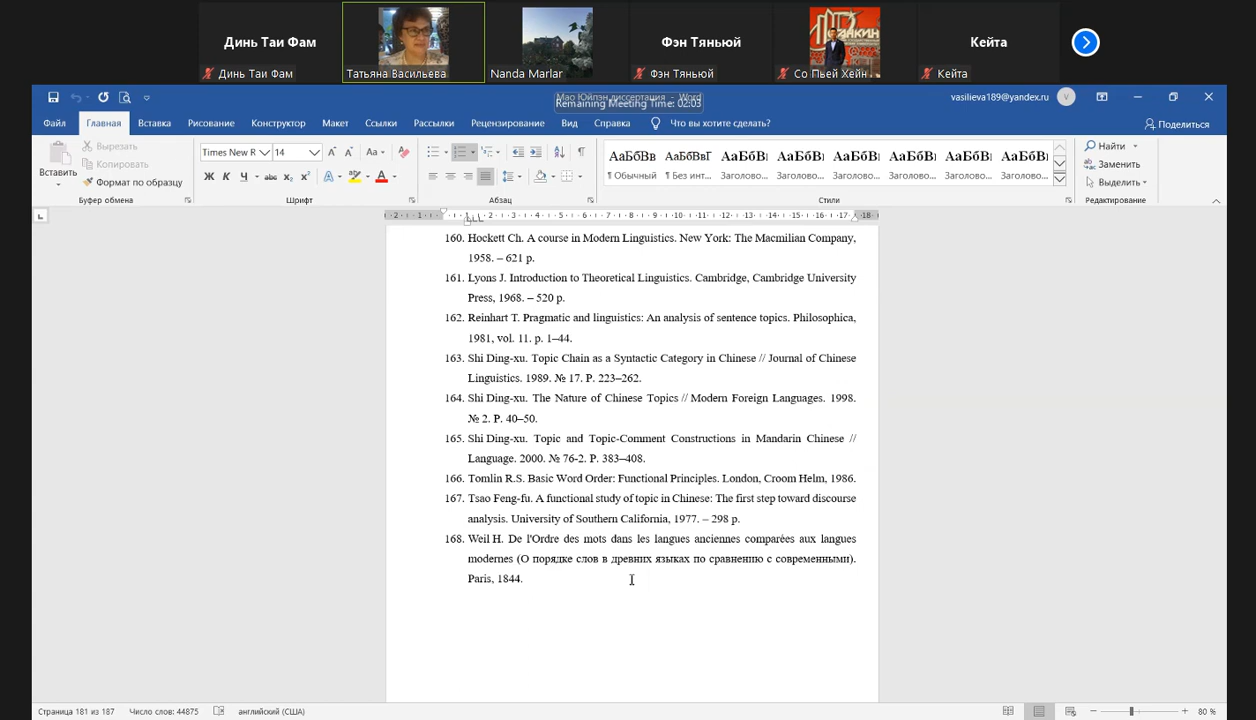 Динь Таи Фам
Фэн Тяньюй
Кейта
Динь Таи Фам
Татьяна Васильева
Nanda Marlar
Фэн Тяньюй
Со Пьей Хейн
Кейта
Мао Юйгэн диссертация - Word
Remaining Meeting Time: 02:03
vasilieva189@yandex.ru
В
Файл Главная Вставка Рисование Конструктор Макет Ссылки Рассылки Рецензирование Вид Справка Что вы хотите сделать? Поделиться
Вставить
Вырезать
Копировать
Формат по образцу
Буфер обмена
Times New R 14
Ж К Ч
Шрифт
Абзац
АаБбВв АаБбВвГ АаБбВ АаБбВ АаБбВ АаБбВ АаБбВ АаБбВ
¶ Обычный ¶ Без инт... Заголово... Заголово... Заголово... Заголово... Заголово... Заголово...
Стили
Найти
Заменить
Выделить
Редактирование
160. Hockett Ch. A course in Modern Linguistics. New York: The Macmilian Company,
1958. – 621 p.
161. Lyons J. Introduction to Theoretical Linguistics. Cambridge, Cambridge University
Press, 1968. – 520 p.
162. Reinhart T. Pragmatic and linguistics: An analysis of sentence topics. Philosophica,
1981, vol. 11. p. 1–44.
163. Shi Ding-xu. Topic Chain as a Syntactic Category in Chinese // Journal of Chinese
Linguistics. 1989. № 17. P. 223–262.
164. Shi Ding-xu. The Nature of Chinese Topics // Modern Foreign Languages. 1998.
№ 2. P. 40–50.
165. Shi Ding-xu. Topic and Topic-Comment Constructions in Mandarin Chinese //
Language. 2000. № 76-2. P. 383–408.
166. Tomlin R.S. Basic Word Order: Functional Principles. London, Croom Helm, 1986.
167. Tsao Feng-fu. A functional study of topic in Chinese: The first step toward discourse
analysis. University of Southern California, 1977. – 298 p.
168. Weil H. De l'Ordre des mots dans les langues anciennes comparées aux langues
modernes (О порядке слов в древних языках по сравнению с современными).
Paris, 1844.
Страница 181 из 187 Число слов: 44875 английский (США) 80 %